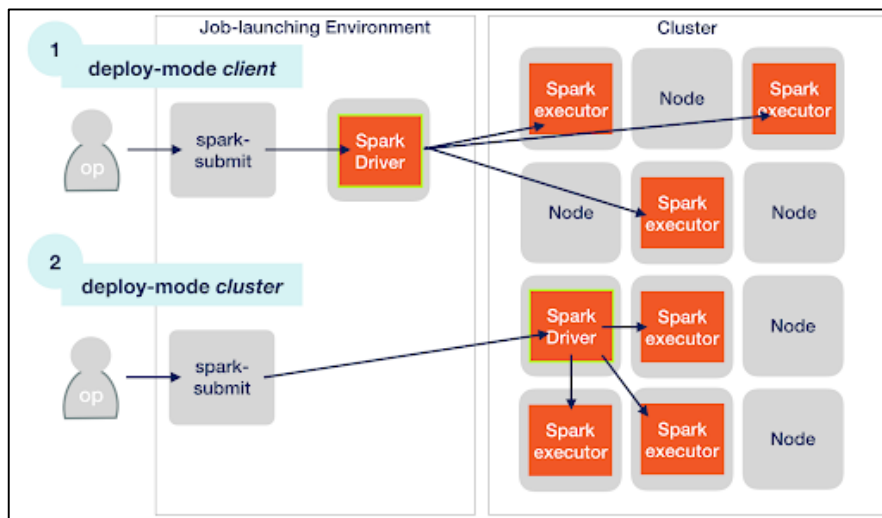 Job-launching Environment
Cluster
1
deploy-mode client
op
spark-
submit
Spark
Driver
Spark
executor
Node
Spark
executor
Node
Spark
executor
Node
2
deploy-mode cluster
op
spark-
submit
Spark
Driver
Spark
executor
Node
Spark
executor
Spark
executor
Node